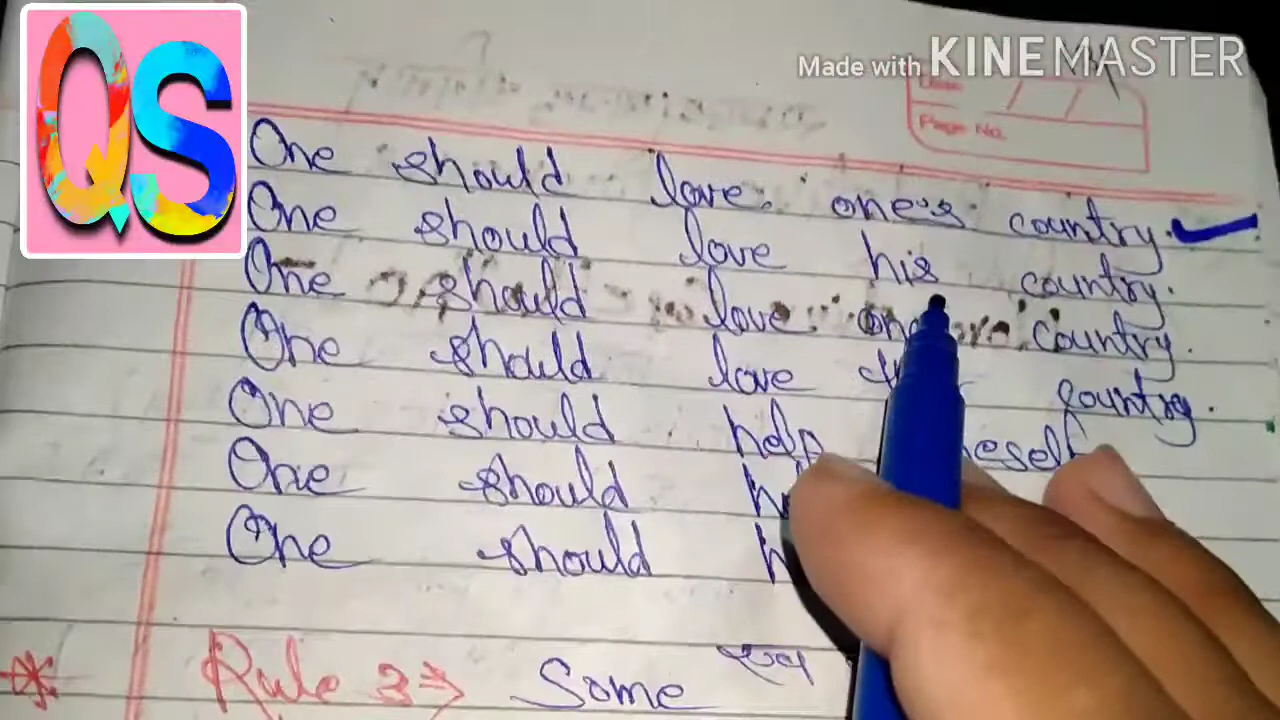 QS
Made with KINEMASTER
Page No.
One should love one's country.
One should love his country.
One should love country.
One should love country.
One should help
One should
One should
Rule 3 ⇒ Some एवं